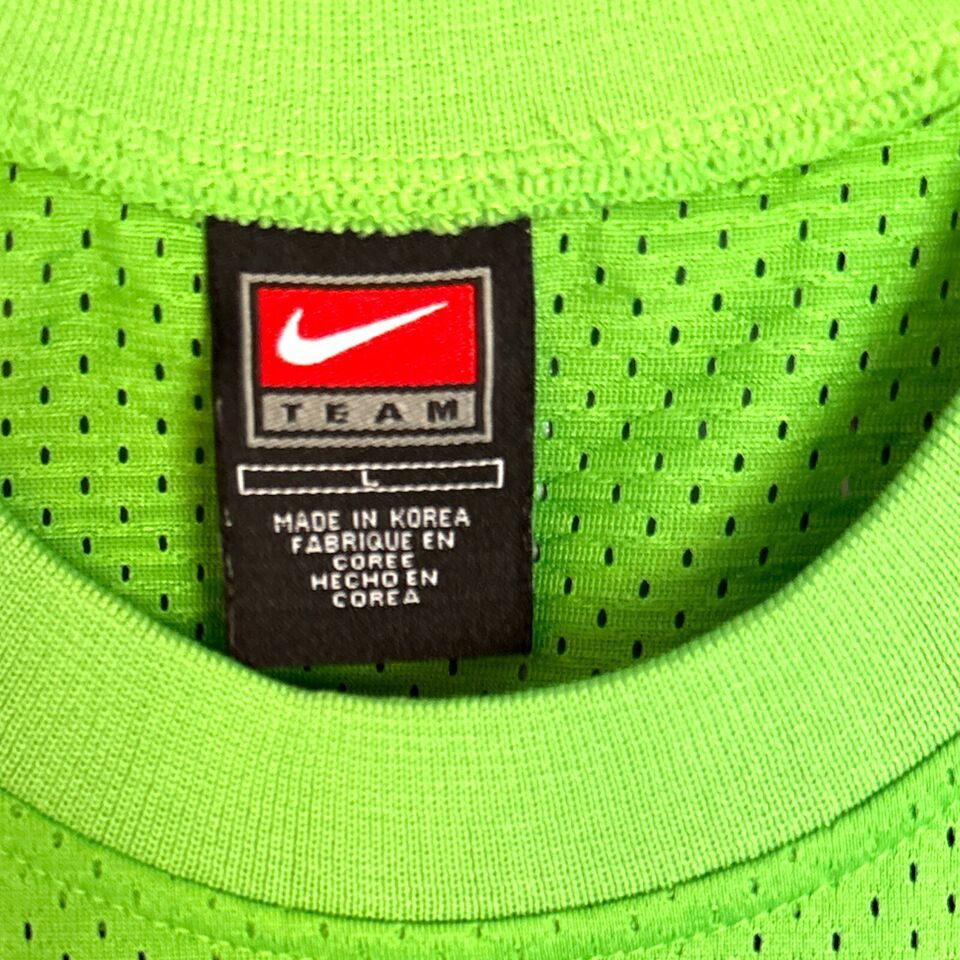 TEAM
L
MADE IN KOREA
FABRIQUE EN
COREE
HECHO EN
COREA